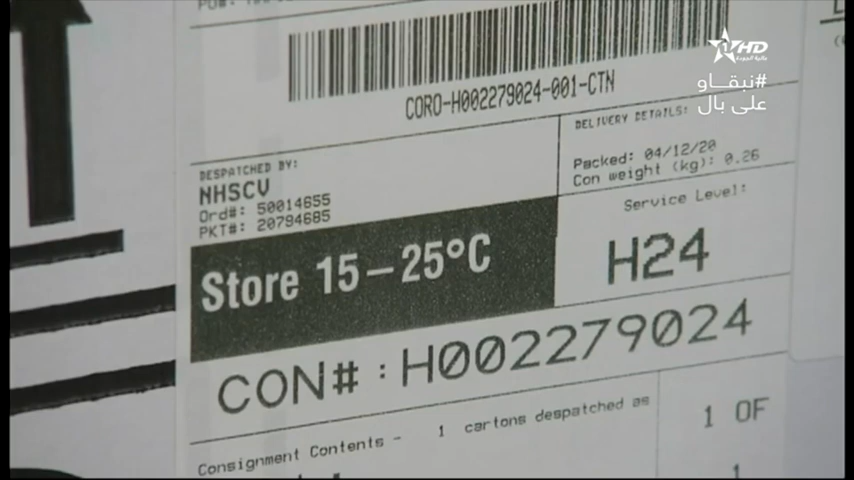 CORO-H002279024-001-CTN
DESPATCHED BY:
NHSCV
Ord#: 50014655
PKT#: 20794685
DELIVERY DETAILS:
Packed: 04/12/20
Con weight (kg): 0.26
Service Level:
H24
Store 15 – 25°C
CON# : H002279024
Consignment Contents - 1 cartons despatched as
1 OF
1
HD
#نبقاو
على بال